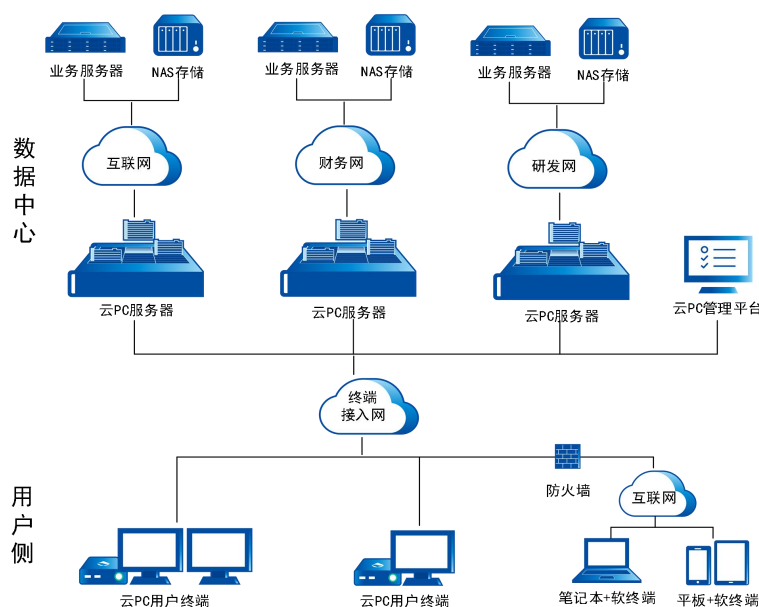 业务服务器
NAS存储
业务服务器
NAS存储
业务服务器
NAS存储
数据中心
互联网
财务网
研发网
云PC服务器
云PC服务器
云PC服务器
云PC管理平台
终端
接入网
用户侧
防火墙
互联网
云PC用户终端
云PC用户终端
笔记本+软终端
平板+软终端